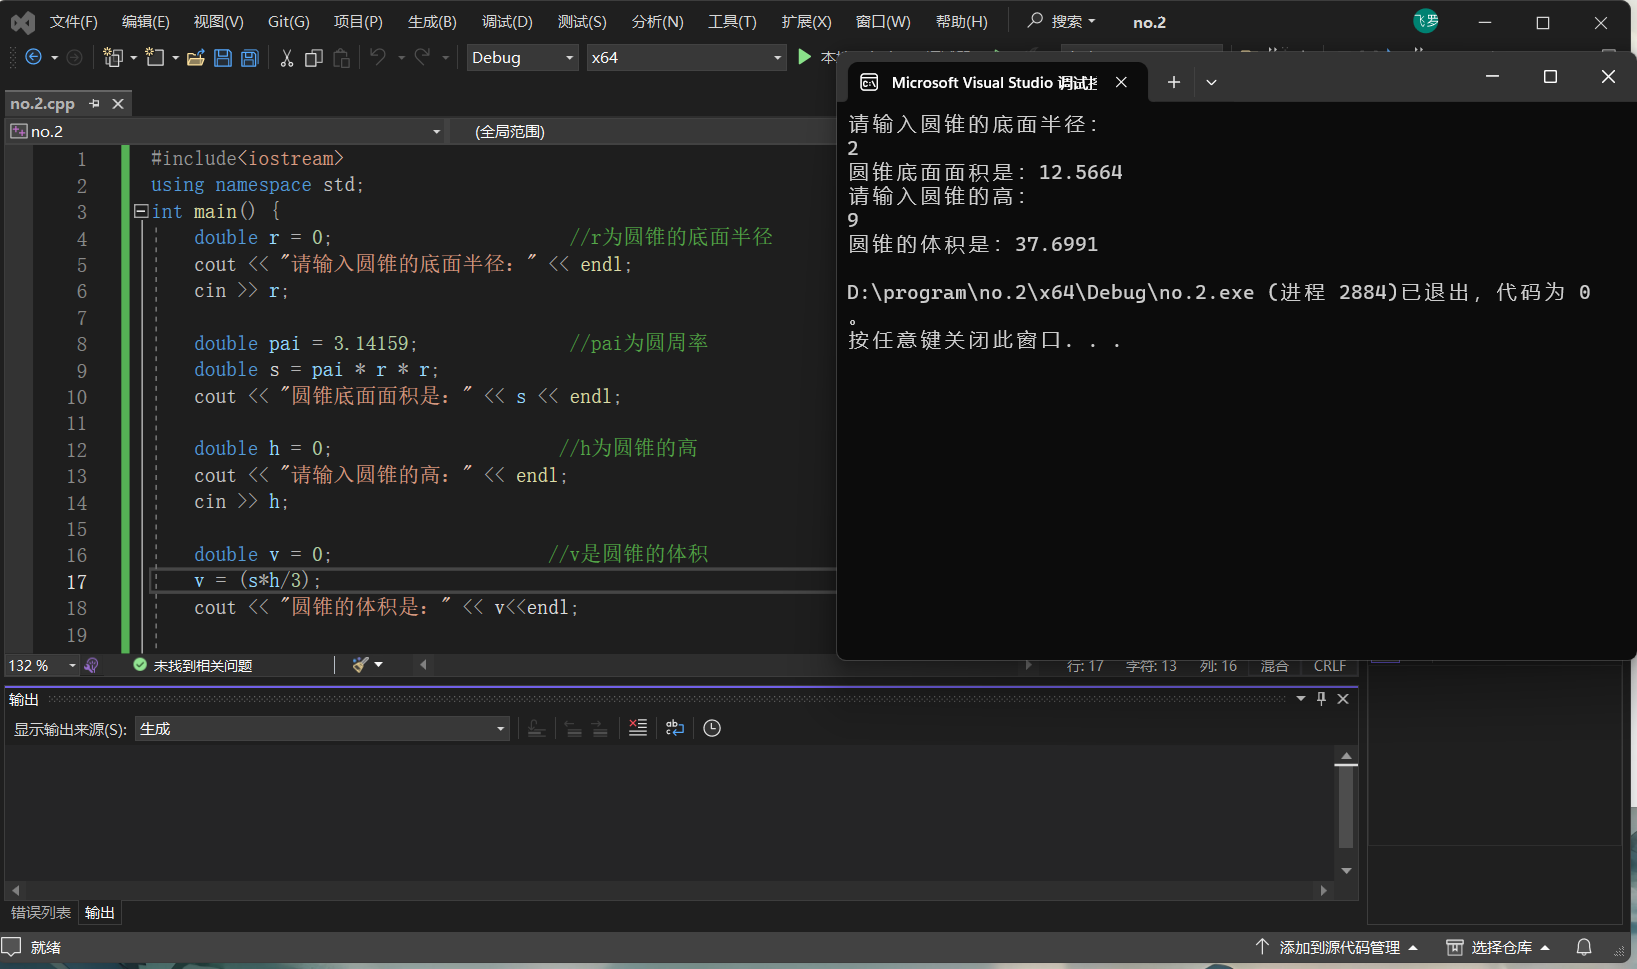 文件(F) 编辑(E) 视图(V) Git(G) 项目(P) 生成(B) 调试(D) 测试(S) 分析(N) 工具(T) 扩展(X) 窗口(W) 帮助(H) 搜索 no.2 飞罗
Debug x64
no.2.cpp
no.2 (全局范围)
1 #include<iostream>
2 using namespace std;
3 int main() {
4 double r = 0; //r为圆锥的底面半径
5 cout << "请输入圆锥的底面半径：" << endl;
6 cin >> r;
7
8 double pai = 3.14159; //pai为圆周率
9 double s = pai * r * r;
10 cout << "圆锥底面面积是：" << s << endl;
11
12 double h = 0; //h为圆锥的高
13 cout << "请输入圆锥的高：" << endl;
14 cin >> h;
15
16 double v = 0; //v是圆锥的体积
17 v = (s*h/3);
18 cout << "圆锥的体积是：" << v<<endl;
19
Microsoft Visual Studio 调试
请输入圆锥的底面半径：
2
圆锥底面面积是：12.5664
请输入圆锥的高：
9
圆锥的体积是：37.6991
D:\program\no.2\x64\Debug\no.2.exe (进程 2884)已退出，代码为 0
。
按任意键关闭此窗口. . .
132 % 未找到相关问题 行: 17 字符: 13 列: 16 混合 CRLF
输出
显示输出来源(S): 生成
错误列表 输出
就绪 添加到源代码管理 选择仓库